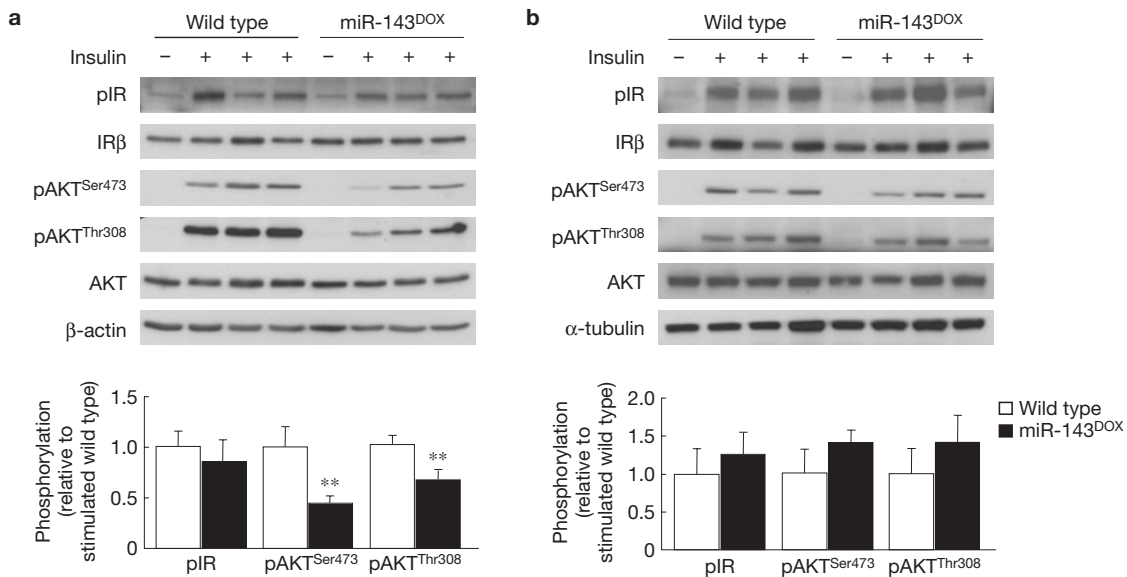 a
Wild type miR-143DOX
Insulin − + + + − + + +
pIR
IRβ
pAKTSer473
pAKTThr308
AKT
β-actin
Phosphorylation
(relative to
stimulated wild type)
1.5
1.0
0.5
0
**
**
pIR pAKTSer473 pAKTThr308
b
Wild type miR-143DOX
Insulin − + + + − + + +
pIR
IRβ
pAKTSer473
pAKTThr308
AKT
α-tubulin
Phosphorylation
(relative to
stimulated wild type)
2.0
1.5
1.0
0.5
0
pIR pAKTSer473 pAKTThr308
Wild type
miR-143DOX